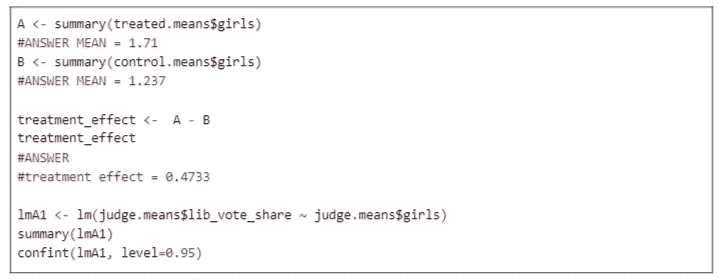 A <- summary(treated.means$girls)
#ANSWER MEAN = 1.71
B <- summary(control.means$girls)
#ANSWER MEAN = 1.237
treatment_effect <- A - B
treatment_effect
#ANSWER
#treatment effect = 0.4733
lmA1 <- lm(judge.means$lib_vote_share ~ judge.means$girls)
summary(lmA1)
confint(lmA1, level=0.95)